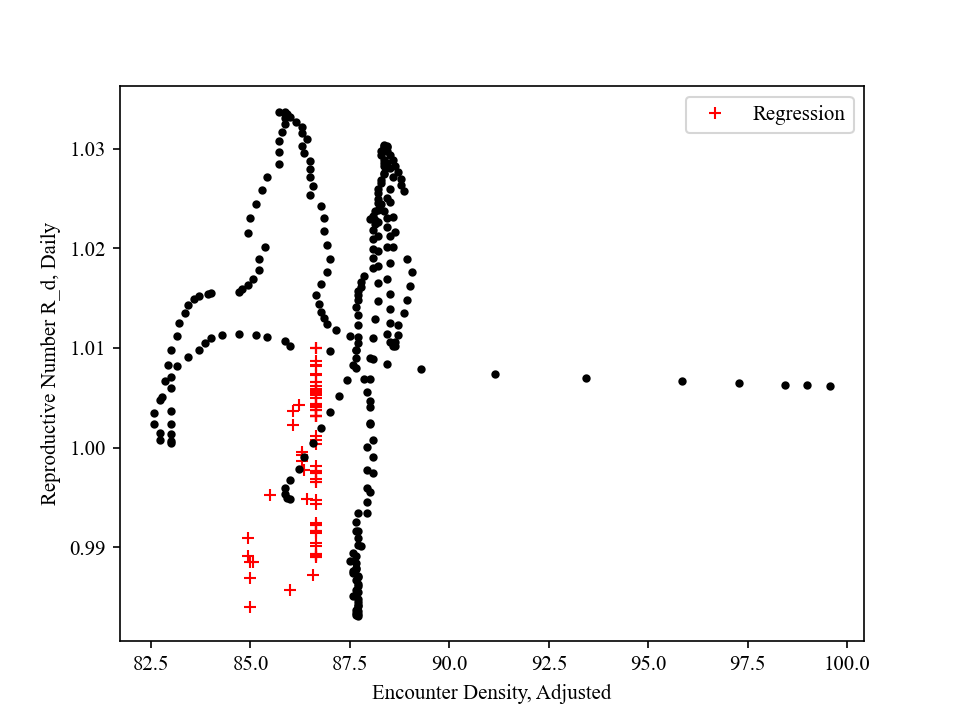 Regression
1.03
1.02
1.01
1.00
0.99
Reproductive Number R_d, Daily
82.5 85.0 87.5 90.0 92.5 95.0 97.5 100.0
Encounter Density, Adjusted